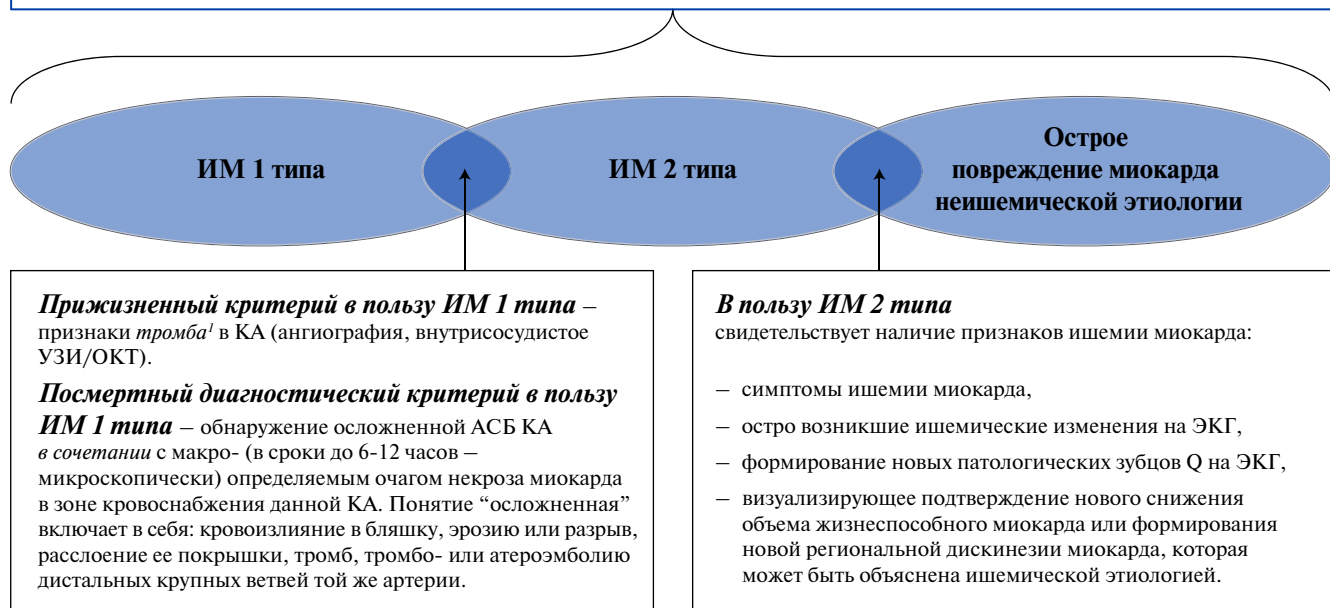 ИМ 1 типа
ИМ 2 типа
Острое
повреждение миокарда
неишемической этиологии
Прижизненный критерий в пользу ИМ 1 типа –
признаки тромба¹ в КА (ангиография, внутрисосудистое
УЗИ/ОКТ).
Посмертный диагностический критерий в пользу
ИМ 1 типа – обнаружение осложненной АСБ КА
в сочетании с макро- (в сроки до 6-12 часов –
микроскопически) определяемым очагом некроза миокарда
в зоне кровоснабжения данной КА. Понятие “осложненная”
включает в себя: кровоизлияние в бляшку, эрозию или разрыв,
расслоение ее покрышки, тромб, тромбо- или атероэмболию
дистальных крупных ветвей той же артерии.
В пользу ИМ 2 типа
свидетельствует наличие признаков ишемии миокарда:
– симптомы ишемии миокарда,
– остро возникшие ишемические изменения на ЭКГ,
– формирование новых патологических зубцов Q на ЭКГ,
– визуализирующее подтверждение нового снижения
объема жизнеспособного миокарда или формирования
новой региональной дискинезии миокарда, которая
может быть объяснена ишемической этиологией.